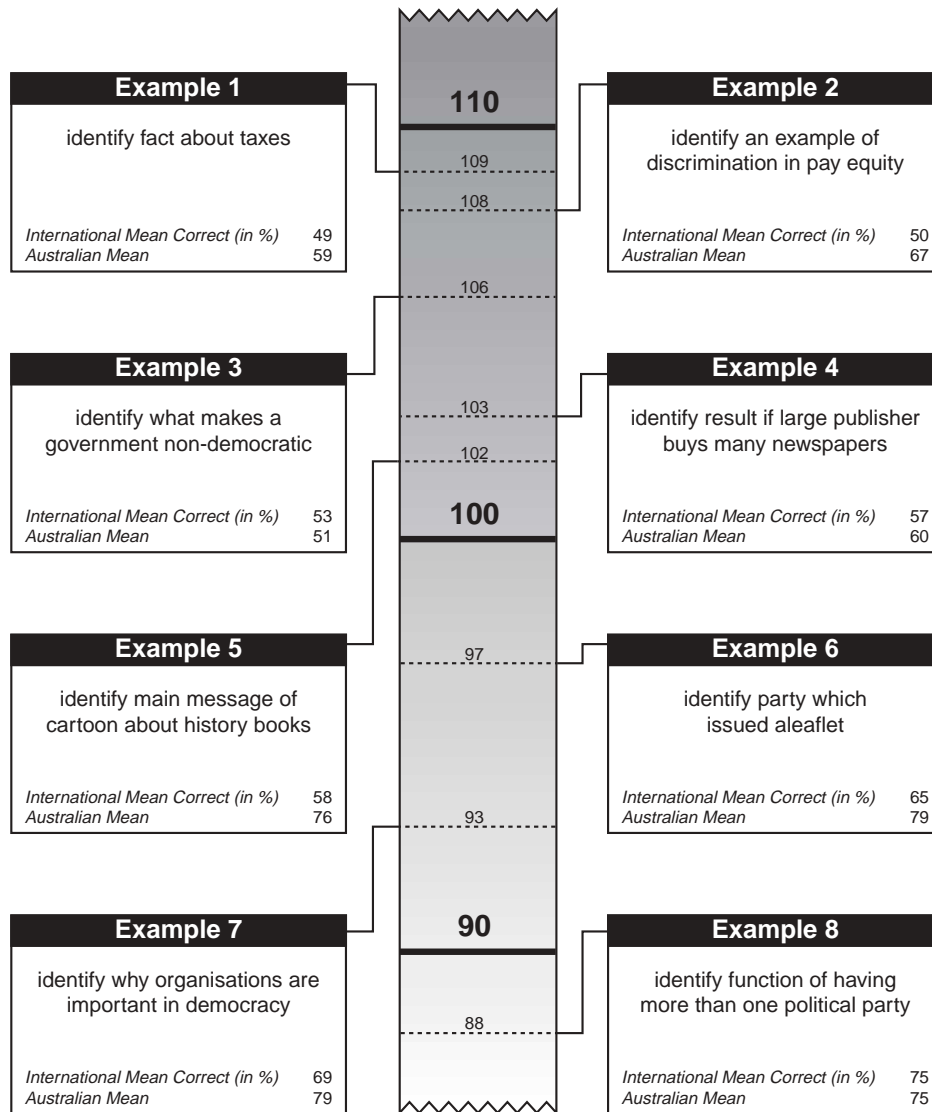 110
Example 1
identify fact about taxes
International Mean Correct (in %) 49
Australian Mean 59
Example 2
identify an example of
discrimination in pay equity
International Mean Correct (in %) 50
Australian Mean 67
109
108
106
Example 3
identify what makes a
government non-democratic
International Mean Correct (in %) 53
Australian Mean 51
Example 4
identify result if large publisher
buys many newspapers
International Mean Correct (in %) 57
Australian Mean 60
103
102
100
Example 5
identify main message of
cartoon about history books
International Mean Correct (in %) 58
Australian Mean 76
Example 6
identify party which
issued aleaflet
International Mean Correct (in %) 65
Australian Mean 79
97
93
90
Example 7
identify why organisations are
important in democracy
International Mean Correct (in %) 69
Australian Mean 79
Example 8
identify function of having
more than one political party
International Mean Correct (in %) 75
Australian Mean 75
88